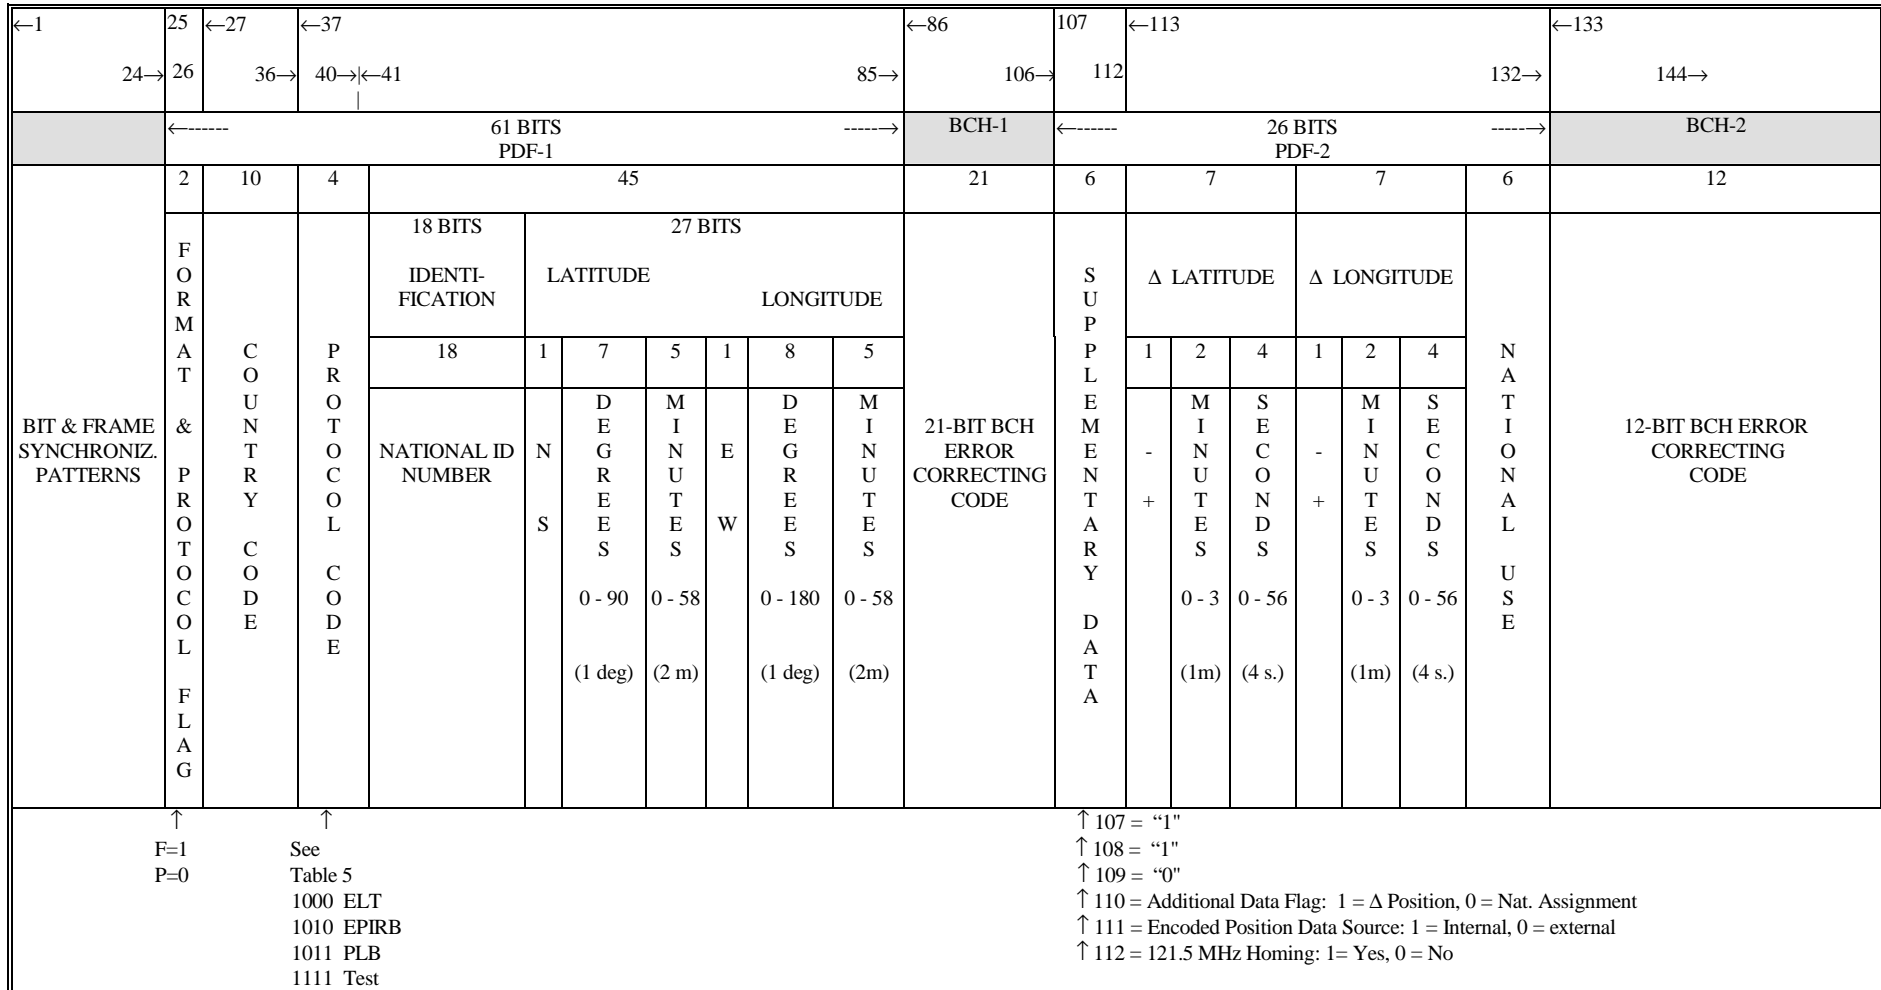 ←1 25 ←27 ←37 ←86 107 ←113 ←133
24→ 26 36→ 40→|←41 85→ 106→ 112 132→ 144→
|
←------ 61 BITS -----→ BCH-1 ←------ 26 BITS -----→ BCH-2
PDF-1 PDF-2
2 10 4 45 21 6 7 7 6 12
18 BITS 27 BITS
IDENTI-
FICATION
LATITUDE
LONGITUDE
Δ LATITUDE Δ LONGITUDE
18 1 7 5 1 8 5 1 2 4 1 2 4
BIT & FRAME
SYNCHRONIZ.
PATTERNS
FORMAT & PROTOCOL FLAG
COUNTRY CODE
PROTOCOL CODE
NATIONAL ID
NUMBER
N
S
DEGREES
0 - 90
(1 deg)
MINUTES
0 - 58
(2 m)
E
W
DEGREES
0 - 180
(1 deg)
MINUTES
0 - 58
(2m)
21-BIT BCH
ERROR
CORRECTING
CODE
SUPPLEMENTARY DATA
-
+
MINUTES
0 - 3
(1m)
SECONDS
0 - 56
(4 s.)
-
+
MINUTES
0 - 3
(1m)
SECONDS
0 - 56
(4 s.)
NATIONAL USE
12-BIT BCH ERROR
CORRECTING
CODE
↑
F=1
P=0
↑
See
Table 5
1000 ELT
1010 EPIRB
1011 PLB
1111 Test
↑ 107 = “1"
↑ 108 = “1"
↑ 109 = “0"
↑ 110 = Additional Data Flag: 1 = Δ Position, 0 = Nat. Assignment
↑ 111 = Encoded Position Data Source: 1 = Internal, 0 = external
↑ 112 = 121.5 MHz Homing: 1= Yes, 0 = No